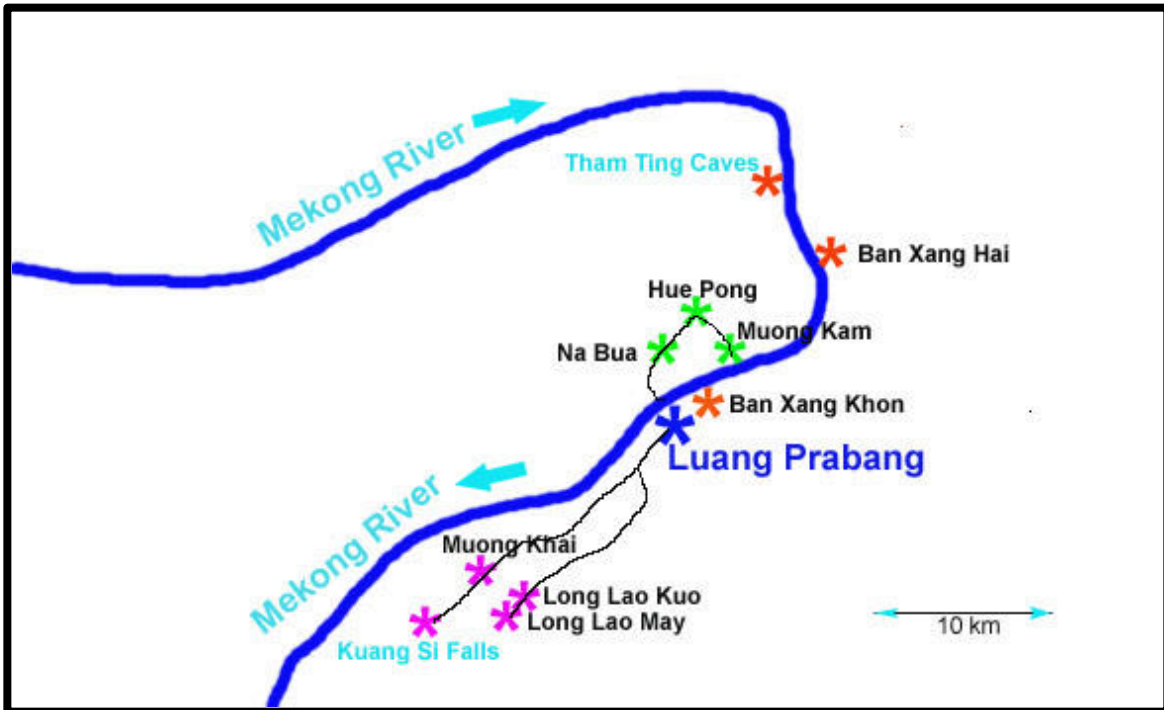 Mekong River
Tham Ting Caves
Ban Xang Hai
Hue Pong
Muong Kam
Na Bua
Ban Xang Khon
Luang Prabang
Mekong River
Muong Khai
Long Lao Kuo
Long Lao May
Kuang Si Falls
10 km